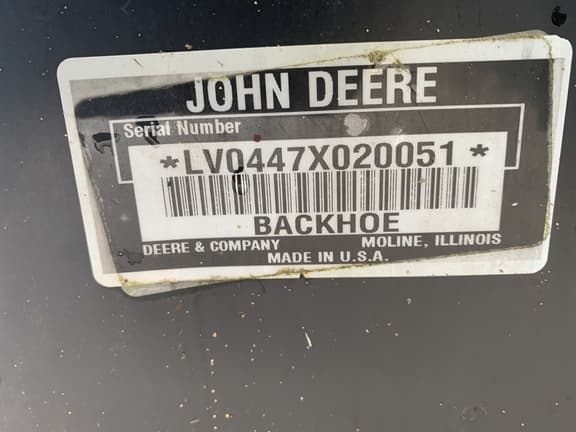 JOHN DEERE
Serial Number
*LV0447X020051*
BACKHOE
DEERE & COMPANY MOLINE, ILLINOIS
MADE IN U.S.A.